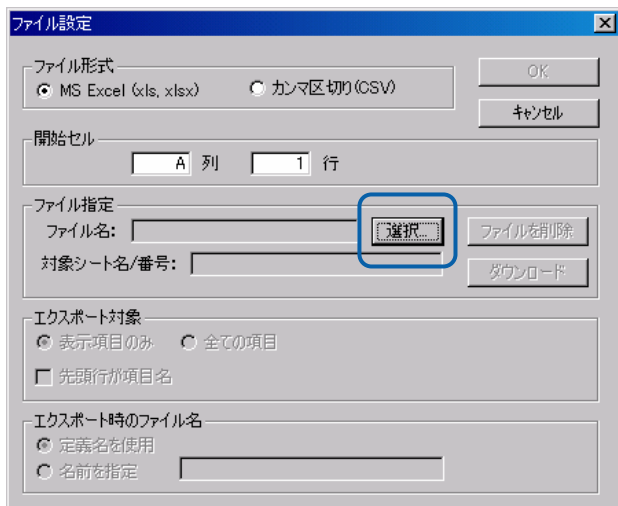 ファイル設定
ファイル形式
MS Excel (xls, xlsx) カンマ区切り(CSV)
OK
キャンセル
開始セル
A 列 1 行
ファイル指定
ファイル名: 選択... ファイルを削除
対象シート名/番号: ダウンロード
エクスポート対象
表示項目のみ 全ての項目
先頭行が項目名
エクスポート時のファイル名
定義名を使用
名前を指定